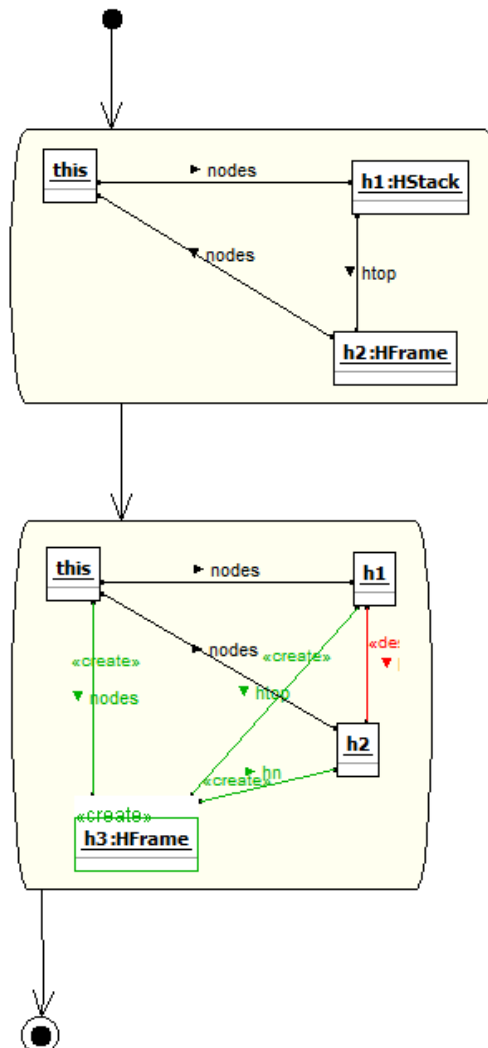 this
► nodes
h1:HStack
▼ nodes
▼ htop
h2:HFrame
this
► nodes
h1
«create»
► nodes
«create»
▼ nodes
▼ htop
h2
«create»
► hn
«create»
h3:HFrame